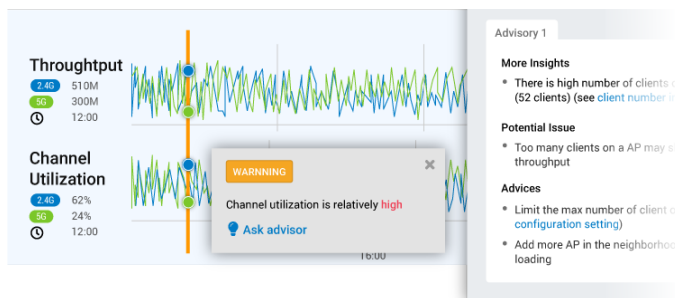 Throughtput
2.4G 510M
5G 300M
12:00
Channel
Utilization
2.4G 62%
5G 24%
12:00
WARNNING
Channel utilization is relatively high
Ask advisor
16:00
Advisory 1
More Insights
There is high number of clients
(52 clients) (see client number
Potential Issue
Too many clients on a AP may
throughput
Advices
Limit the max number of client
configuration setting)
Add more AP in the
loading